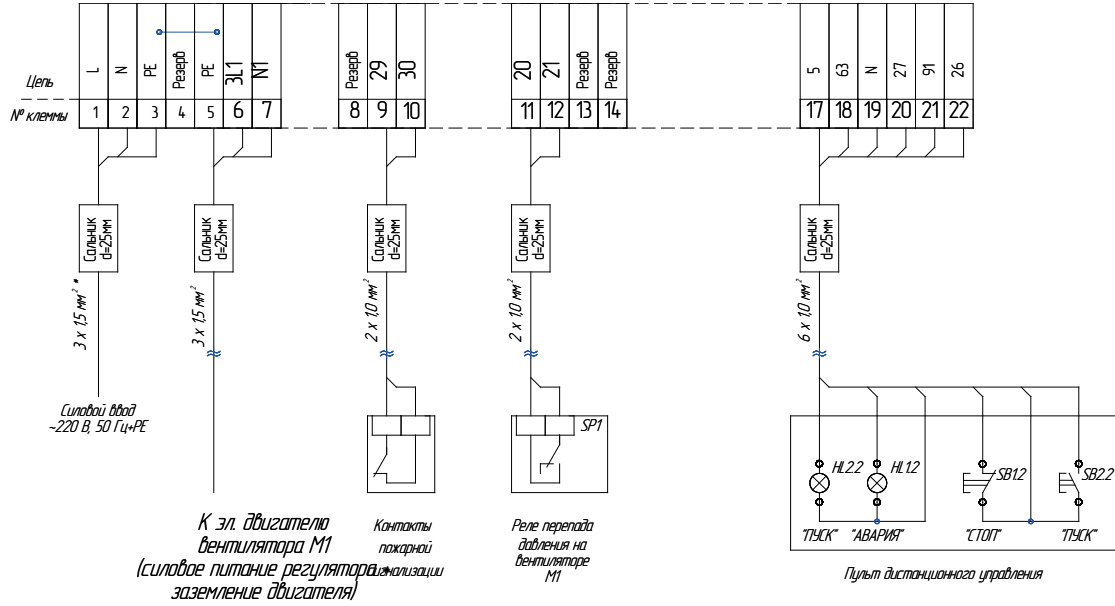 Цепь
L
N
PE
Резерв
PE
3L1
N1
Резерв
29
30
20
21
Резерв
Резерв
5
63
N
27
91
26
№ клеммы
1
2
3
4
5
6
7
8
9
10
11
12
13
14
17
18
19
20
21
22
Сальник
d=25мм
Сальник
d=25мм
Сальник
d=25мм
Сальник
d=25мм
Сальник
d=25мм
3 x 1,5 мм² *
3 x 1,5 мм²
2 x 1,0 мм²
2 x 1,0 мм²
6 x 1,0 мм²
Силовой ввод
~220 В, 50 Гц+PE
SP1
HL2.2
HL1.2
SB1.2
SB2.2
"ПУСК"
"АВАРИЯ"
"СТОП"
"ПУСК"
К эл. двигателю
вентилятора М1
(силовое питание регулятора+
заземление двигателя)
Контакты
пожарной
сигнализации
Реле перепада
давления на
вентиляторе
М1
Пульт дистанционного управления